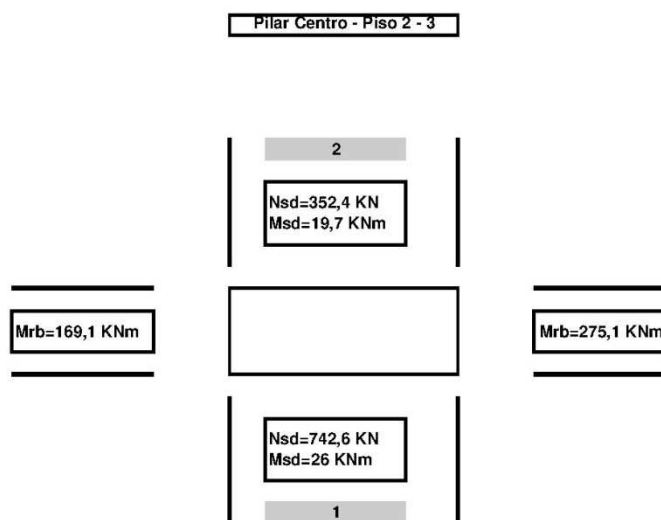 Pilar Centro - Piso 2 - 3
2
Nsd=352,4 KN
Msd=19,7 KNm
Mrb=169,1 KNm
Mrb=275,1 KNm
Nsd=742,6 KN
Msd=26 KNm
1